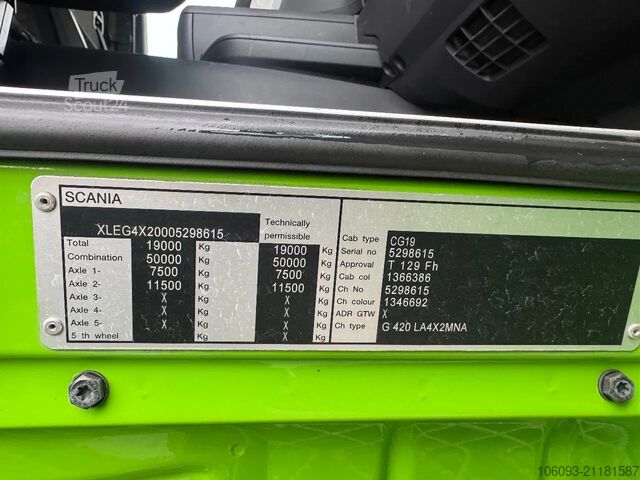 Truck
Scout24
SCANIA
XLEG4X20005298615
Technically
permissible
Total 19000 Kg 19000 Kg
Combination 50000 Kg 50000 Kg
Axle 1- 7500 Kg 7500 Kg
Axle 2- 11500 Kg 11500 Kg
Axle 3- X Kg X Kg
Axle 4- X Kg X Kg
Axle 5- X Kg X Kg
5 th wheel X Kg X Kg
Cab type CG19
Serial no 5298615
Approval T 129 Fh
Cab col 1366386
Ch No 5298615
Ch colour 1346692
ADR GTW X
Ch type G 420 LA4X2MNA
106093-21181587